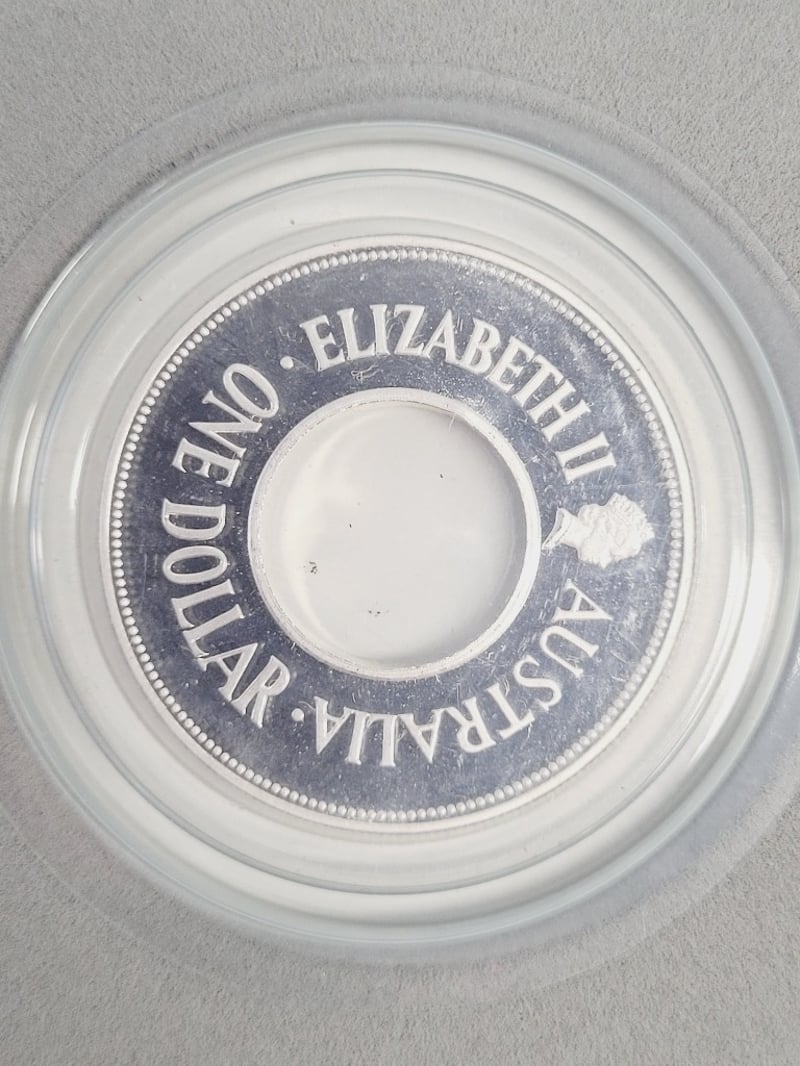 ELIZABETH II
AUSTRALIA
· ONE DOLLAR ·